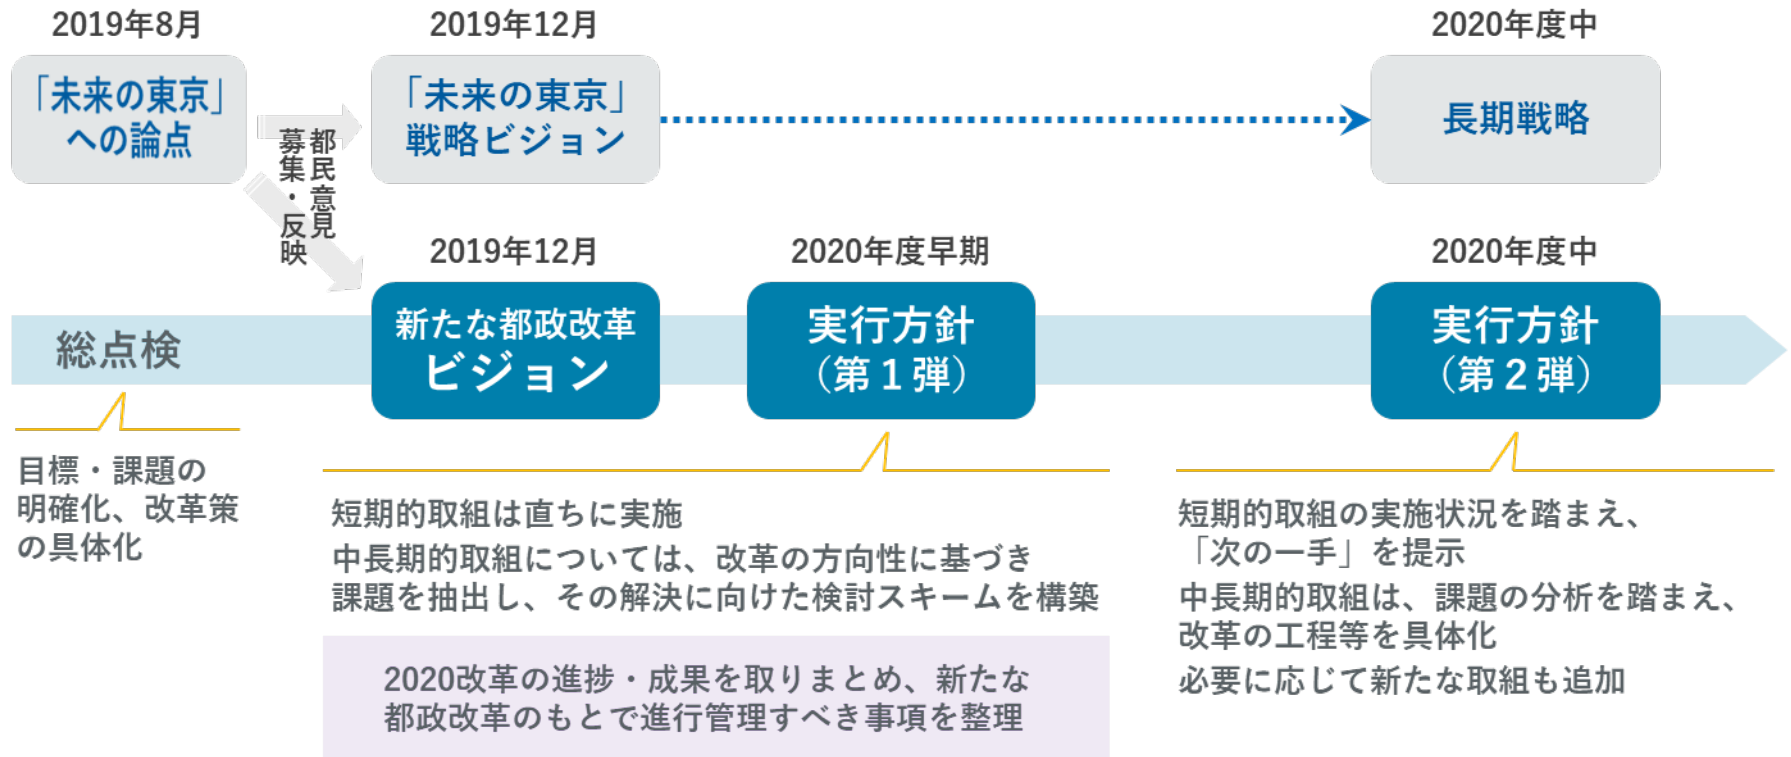 2019年8月
「未来の東京」
への論点
都民意見
募集・反映
2019年12月
「未来の東京」
戦略ビジョン
2020年度中
長期戦略
総点検
2019年12月
新たな都政改革
ビジョン
2020年度早期
実行方針
（第１弾）
2020年度中
実行方針
（第２弾）
目標・課題の
明確化、改革策
の具体化
短期的取組は直ちに実施
中長期的取組については、改革の方向性に基づき
課題を抽出し、その解決に向けた検討スキームを構築
2020改革の進捗・成果を取りまとめ、新たな
都政改革のもとで進行管理すべき事項を整理
短期的取組の実施状況を踏まえ、
「次の一手」を提示
中長期的取組は、課題の分析を踏まえ、
改革の工程等を具体化
必要に応じて新たな取組も追加